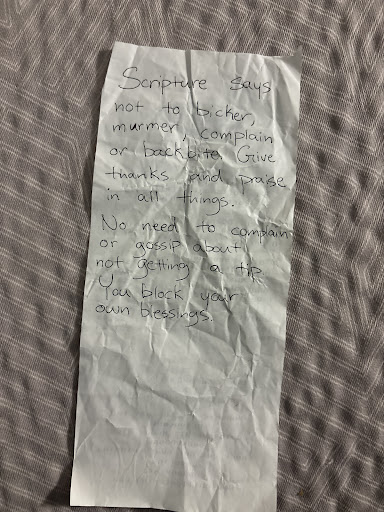 Scripture says
not to bicker,
murmer, complain
or backbite. Give
thanks and praise
in all things.
No need to complain
or gossip about
not getting a tip
You block your
own blessings.